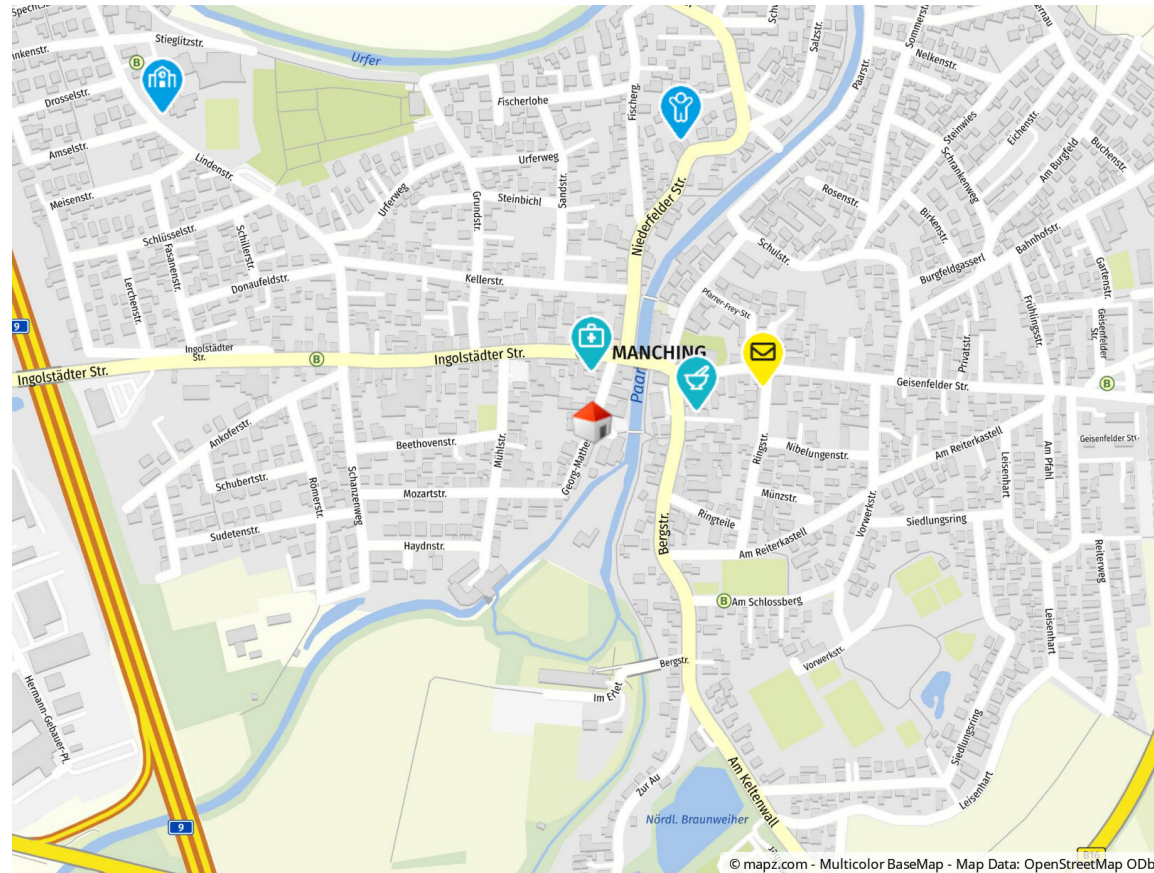 Spechtstr.
Stieglitzstr.
Urfer
Salzstr.
Sommerstr.
Nelkenstr.
Paarstr.
B
Drosselstr.
Fischerlohe
Fischerg.
Steinwies
Eichenstr.
Buchenstr.
Amselstr.
Lindenstr.
Urferweg
Am Burgfeld
Schrankenweg
Meisenstr.
Urferweg
Grundstr.
Steinbichl
Sandstr.
Niederfelder Str.
Rosenstr.
Birkenstr.
Schlüsselstr.
Schillerstr.
Fasanenstr.
Schulstr.
Bahnhofstr.
Burgfeldgasserl
Gartenstr.
Lerchenstr.
Donaufeldstr.
Kellerstr.
Pfarrer-Frey-Str.
Frühlingsstr.
9
Geisenfelder
Str.
Privatstr.
Ingolstädter
Str.
B
Ingolstädter Str.
MANCHING
Ingolstädter Str.
Paar
Geisenfelder Str.
B
Ankoferstr.
Beethovenstr.
Mühlstr.
Ringstr.
Nibelungenstr.
Am Reiterkastell
Am Pfahl
Geisenfelder Str.
Leisenhart
Schubertstr.
Römerstr.
Schanzenweg
Mozartstr.
Münzstr.
Vorwerkstr.
Ringteile
Siedlungsring
Sudetenstr.
Haydnstr.
Bergstr.
Am Reiterkastell
Reiterweg
B
Am Schlossberg
Leisenhart
Vorwerkstr.
Bergstr.
Im Erlet
Hermann-Gebauer-Pl.
Siedlungsring
Zur Au
Am Keltenwall
Leisenhart
Nördl. Braunweiher
9
B16
© mapz.com - Multicolor BaseMap - Map Data: OpenStreetMap ODb